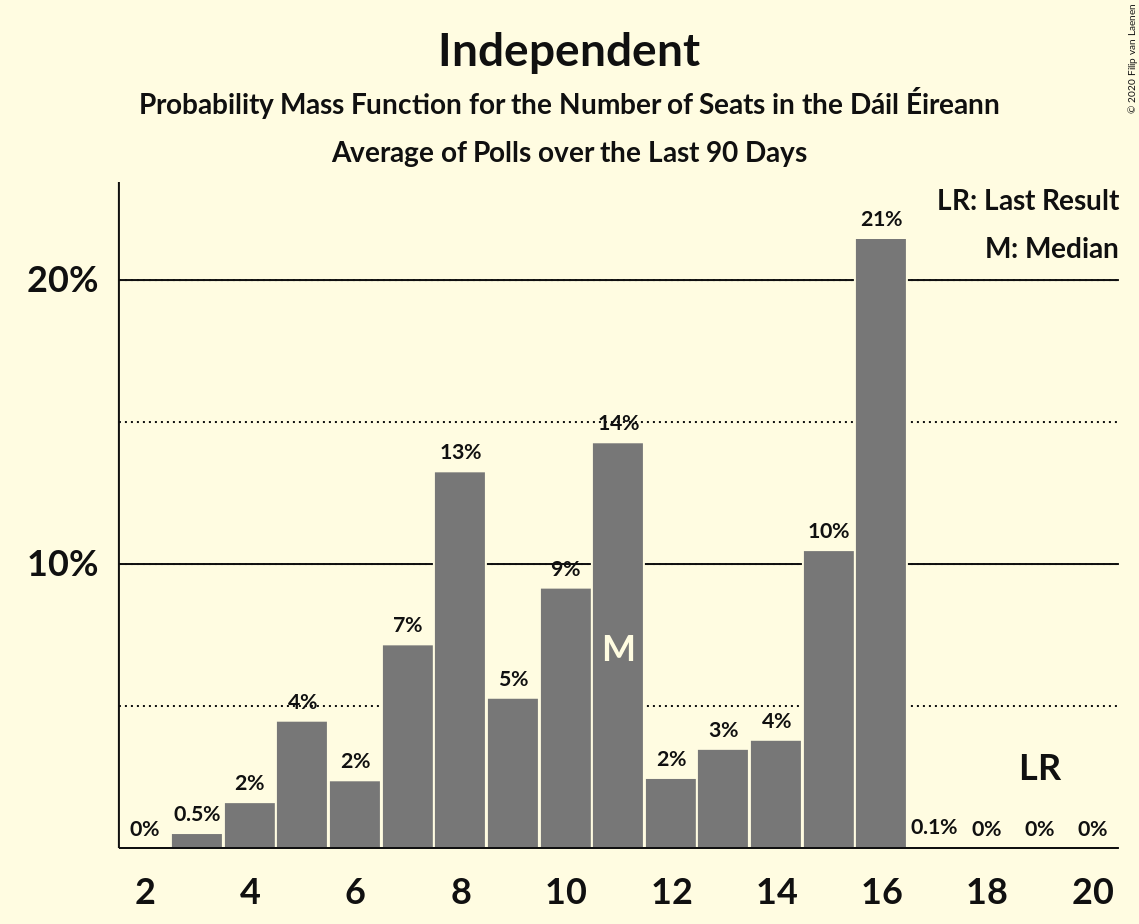 Independent
Probability Mass Function for the Number of Seats in the Dáil Éireann
Average of Polls over the Last 90 Days
© 2020 Filip van Laenen
LR: Last Result
M: Median
20%
10%
0%
0.5%
2%
4%
2%
7%
13%
5%
9%
14%
2%
3%
4%
10%
21%
0.1%
0%
0%
0%
M
LR
2 4 6 8 10 12 14 16 18 20